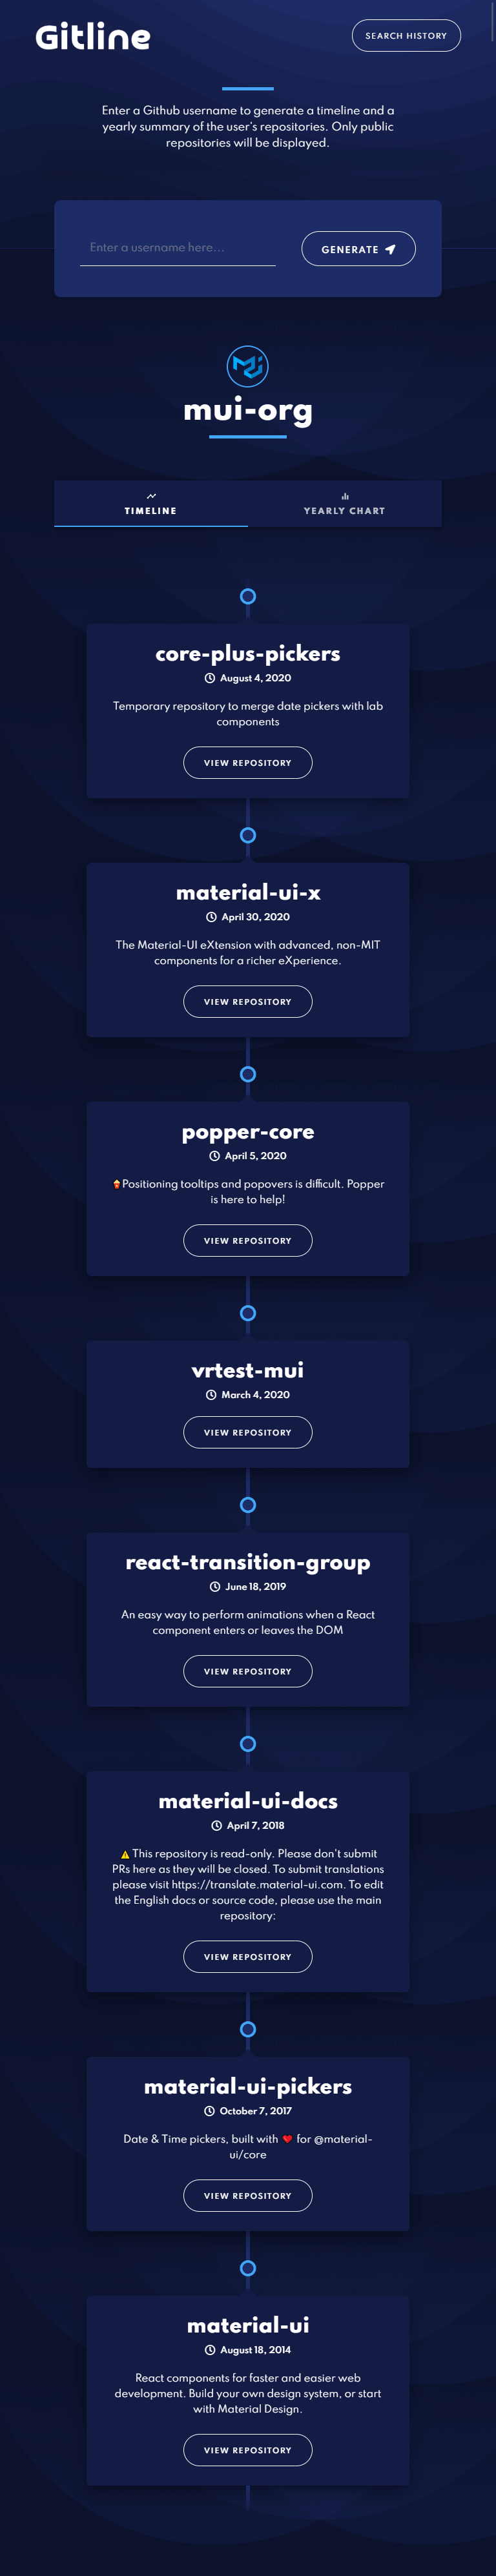 Gitline
SEARCH HISTORY
Enter a Github username to generate a timeline and a
yearly summary of the user's repositories. Only public
repositories will be displayed.
Enter a username here...
GENERATE
mui-org
TIMELINE
YEARLY CHART
core-plus-pickers
August 4, 2020
Temporary repository to merge date pickers with lab
components
VIEW REPOSITORY
material-ui-x
April 30, 2020
The Material-UI eXtension with advanced, non-MIT
components for a richer eXperience.
VIEW REPOSITORY
popper-core
April 5, 2020
🍿Positioning tooltips and popovers is difficult. Popper
is here to help!
VIEW REPOSITORY
vrtest-mui
March 4, 2020
VIEW REPOSITORY
react-transition-group
June 18, 2019
An easy way to perform animations when a React
component enters or leaves the DOM
VIEW REPOSITORY
material-ui-docs
April 7, 2018
⚠️ This repository is read-only. Please don't submit
PRs here as they will be closed. To submit translations
please visit https://translate.material-ui.com. To edit
the English docs or source code, please use the main
repository:
VIEW REPOSITORY
material-ui-pickers
October 7, 2017
Date & Time pickers, built with ❤️ for @material-
ui/core
VIEW REPOSITORY
material-ui
August 18, 2014
React components for faster and easier web
development. Build your own design system, or start
with Material Design.
VIEW REPOSITORY